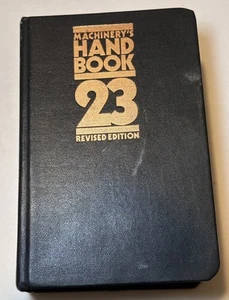 MACHINERY'S
HAND
BOOK
23
REVISED EDITION